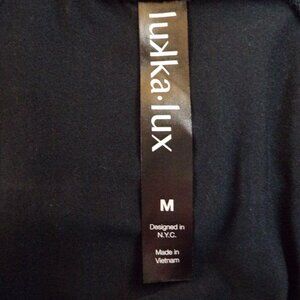 lukka·lux
M
Designed in
N.Y.C.
Made in
Vietnam